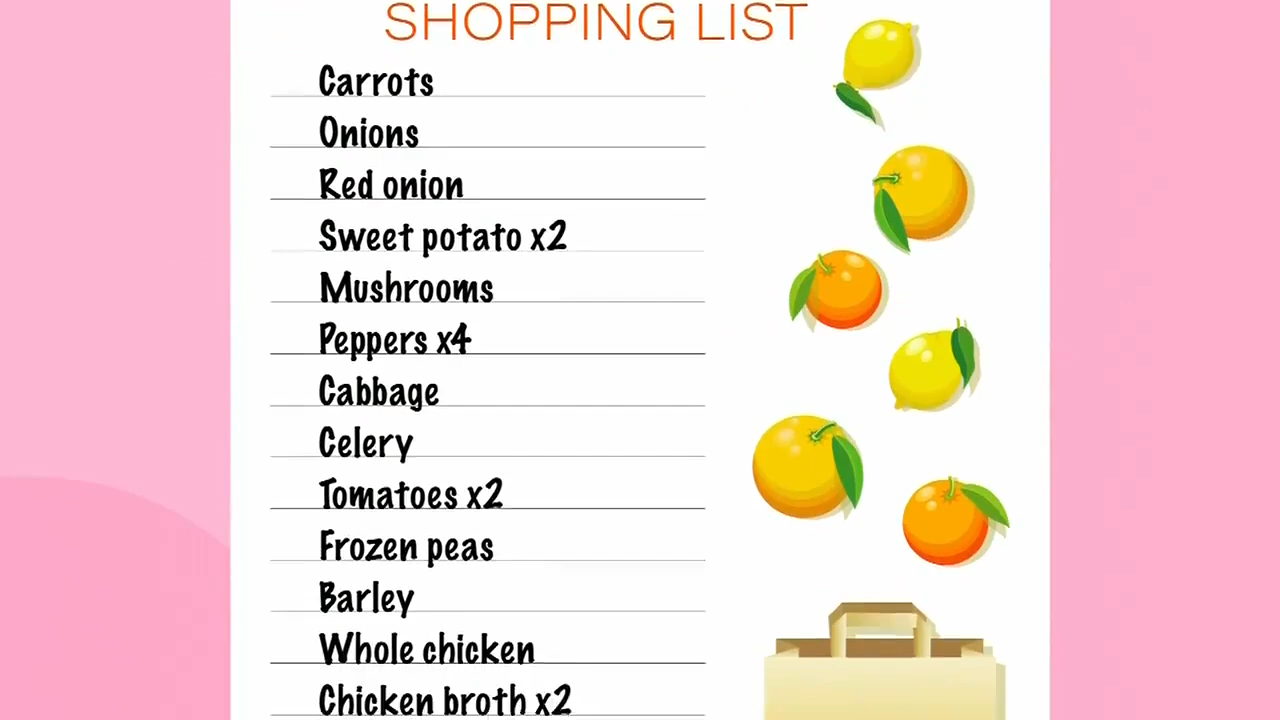 SHOPPING LIST
Carrots
Onions
Red onion
Sweet potato x2
Mushrooms
Peppers x4
Cabbage
Celery
Tomatoes x2
Frozen peas
Barley
Whole chicken
Chicken broth x2